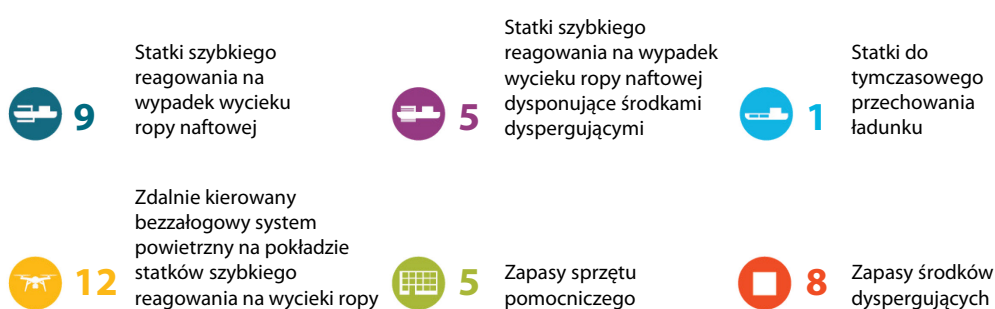 9
Statki szybkiego
reagowania na
wypadek wycieku
ropy naftowej
5
Statki szybkiego
reagowania na wypadek
wycieku ropy naftowej
dysponujące środkami
dyspergującymi
1
Statki do
tymczasowego
przechowania
ładunku
12
Zdalnie kierowany
bezzałogowy system
powietrzny na pokładzie
statków szybkiego
reagowania na wycieki ropy
5
Zapasy sprzętu
pomocniczego
8
Zapasy środków
dyspergujących